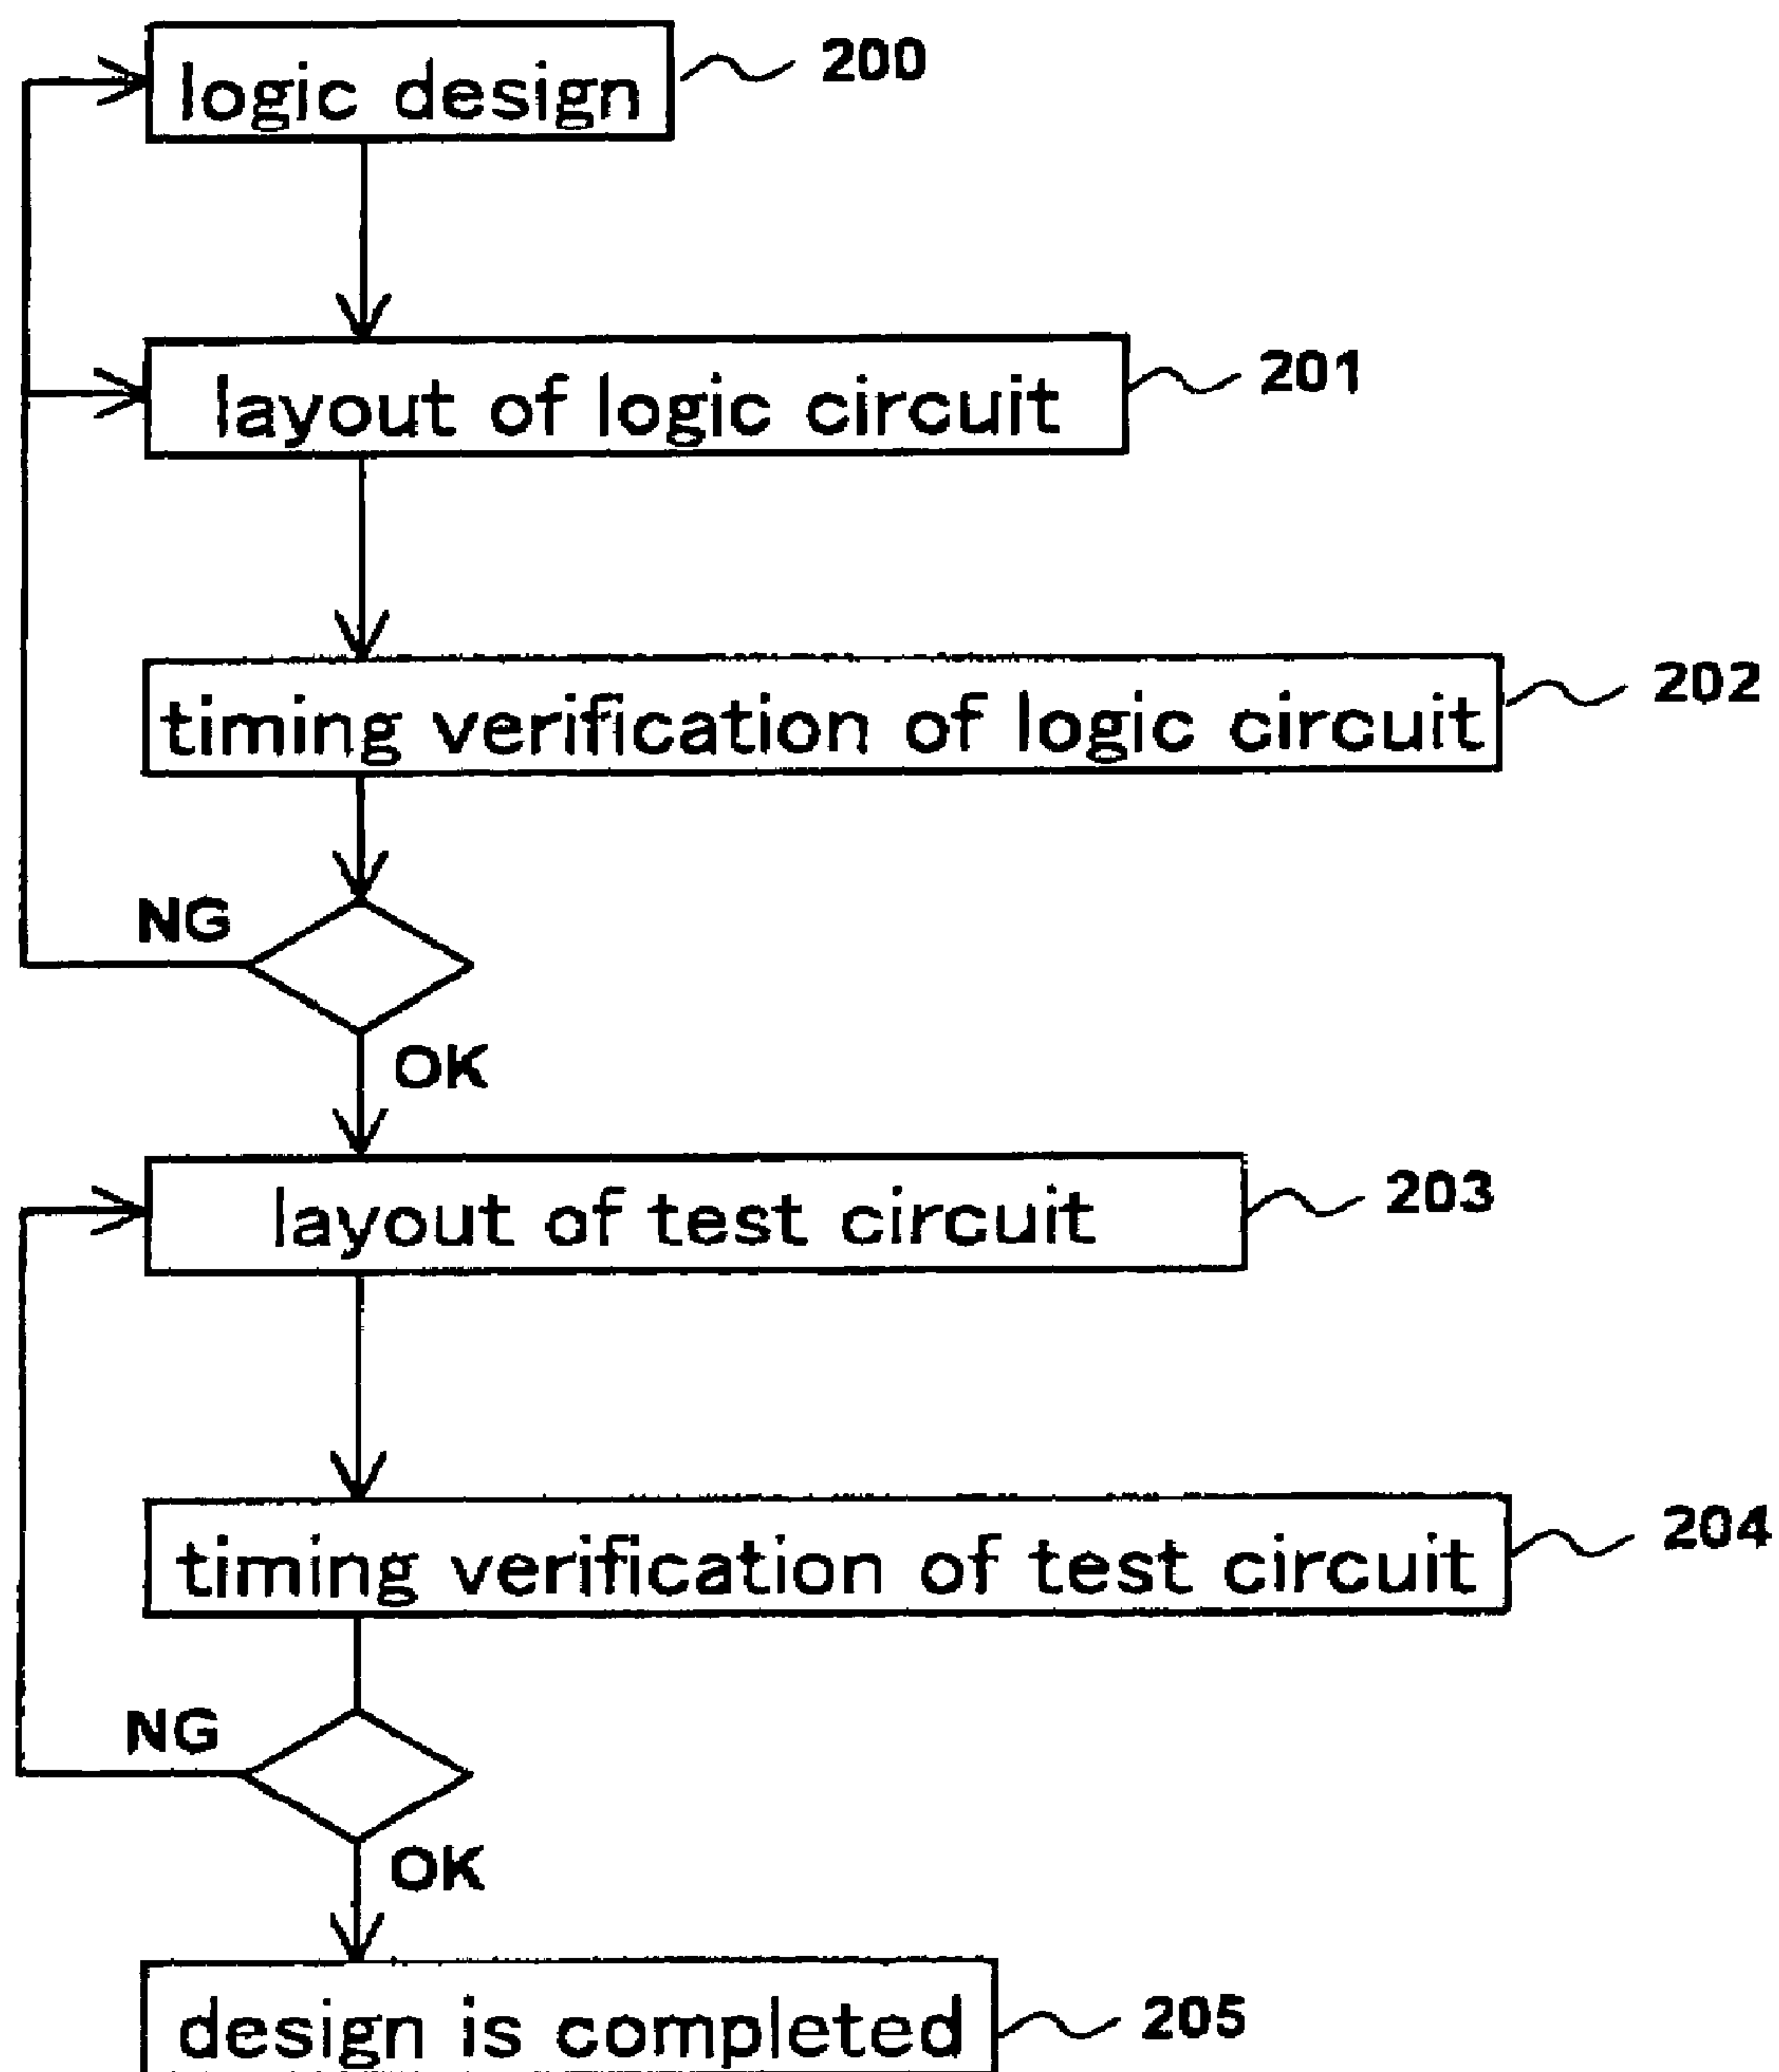 logic design 200
layout of logic circuit 201
timing verification of logic circuit 202
NG
OK
layout of test circuit 203
timing verification of test circuit 204
NG
OK
design is completed 205